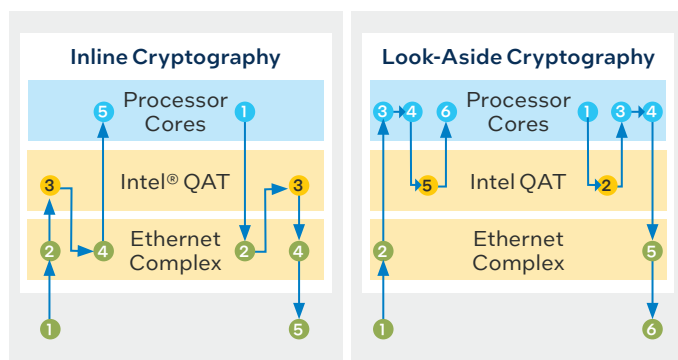 Inline Cryptography
5 Processor 1
Cores
3 Intel® QAT 3
2 4 Ethernet 2 4
Complex
1 5
Look-Aside Cryptography
3 4 6 Processor 1 3 4
Cores
5 Intel QAT 2
2 Ethernet 5
Complex
1 6